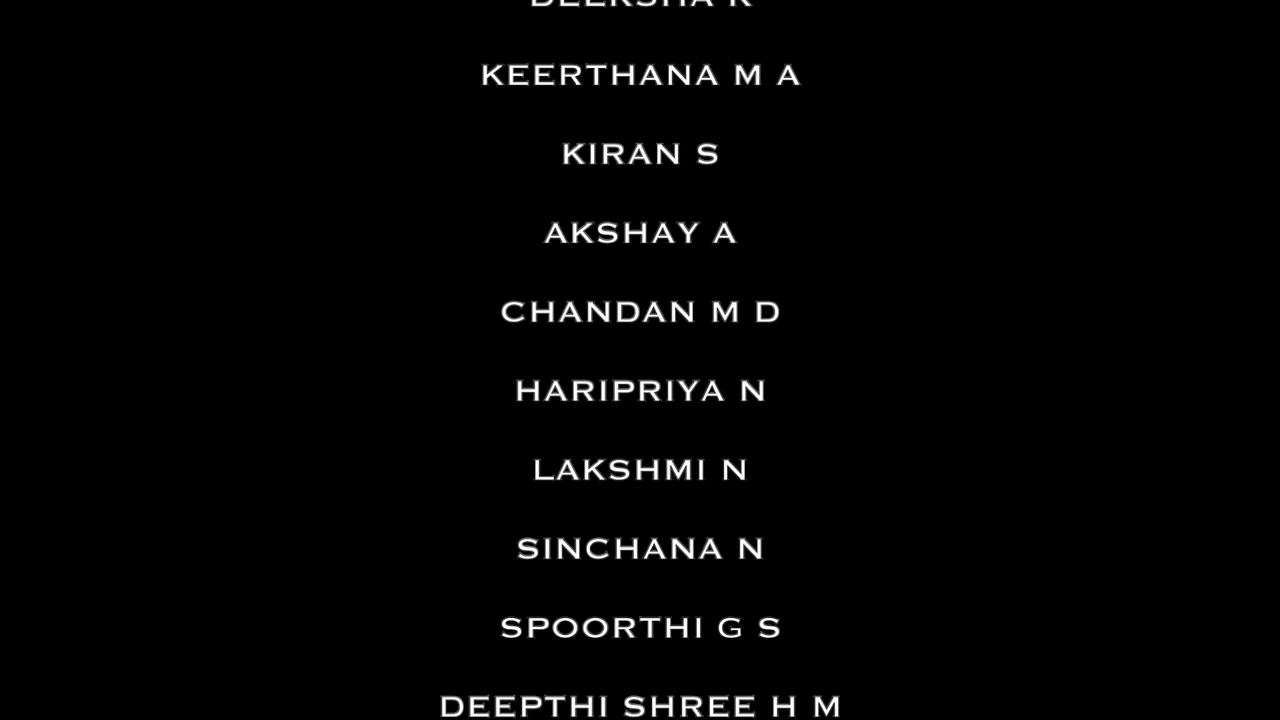 KEERTHANA M A
KIRAN S
AKSHAY A
CHANDAN M D
HARIPRIYA N
LAKSHMI N
SINCHANA N
SPOORTHI G S
DEEPTHI SHREE H M